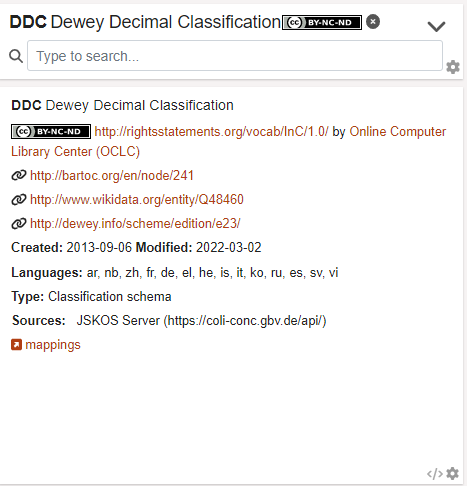 DDC Dewey Decimal Classification (cc) BY-NC-ND
Type to search...
DDC Dewey Decimal Classification
(cc) BY-NC-ND http://rightsstatements.org/vocab/InC/1.0/ by Online Computer
Library Center (OCLC)
http://bartoc.org/en/node/241
http://www.wikidata.org/entity/Q48460
http://dewey.info/scheme/edition/e23/
Created: 2013-09-06 Modified: 2022-03-02
Languages: ar, nb, zh, fr, de, el, he, is, it, ko, ru, es, sv, vi
Type: Classification schema
Sources: JSKOS Server (https://coli-conc.gbv.de/api/)
mappings